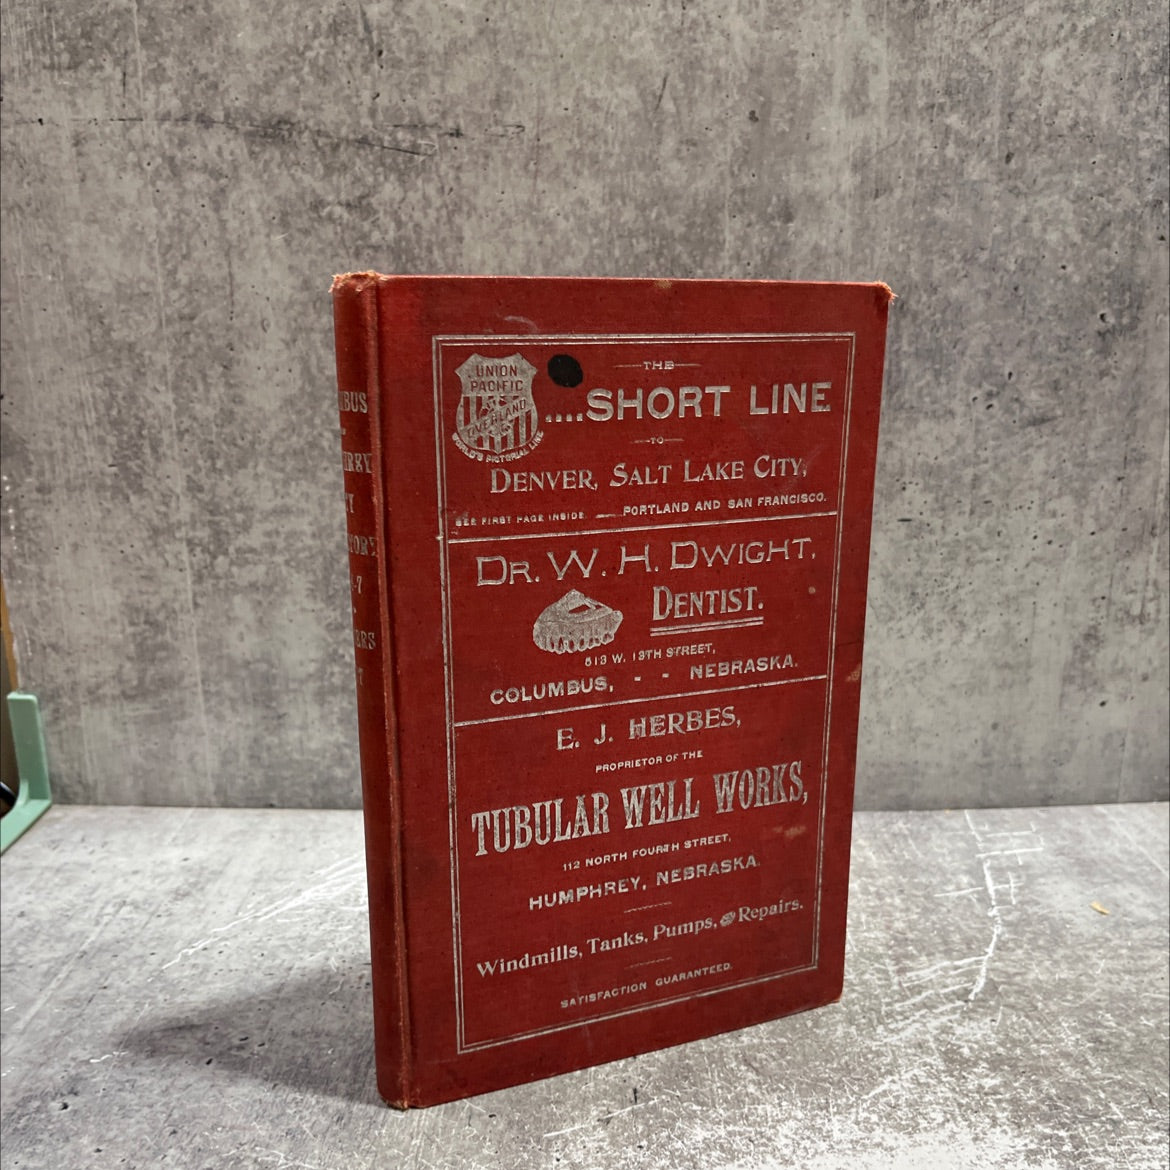 UNION
PACIFIC
OVERLAND
WORLD'S PICTORIAL LINE
THE
....SHORT LINE
TO
DENVER, SALT LAKE CITY,
SEE FIRST PAGE INSIDE. PORTLAND AND SAN FRANCISCO.
DR. W. H. DWIGHT,
DENTIST.
513 W. 13TH STREET,
COLUMBUS, - - NEBRASKA.
E. J. HERBES,
PROPRIETOR OF THE
TUBULAR WELL WORKS,
112 NORTH FOURTH STREET,
HUMPHREY, NEBRASKA.
Windmills, Tanks, Pumps, & Repairs.
SATISFACTION GUARANTEED.